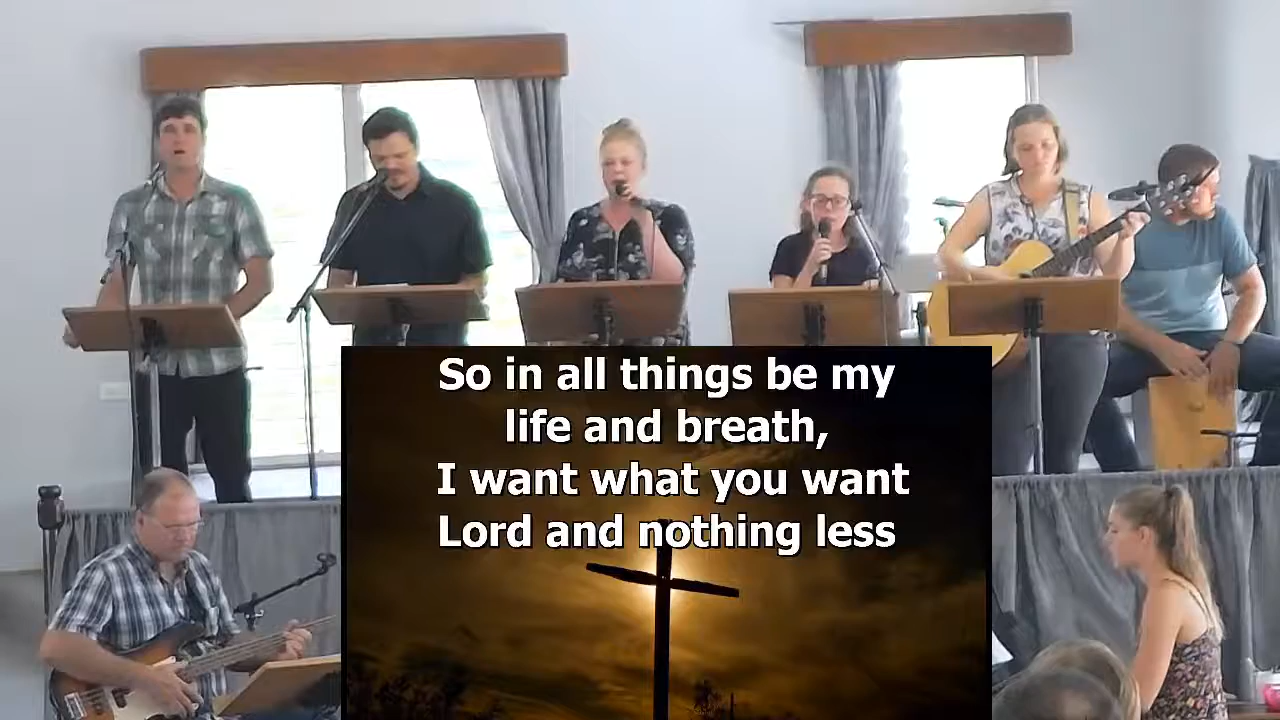 So in all things be my
life and breath,
I want what you want
Lord and nothing less